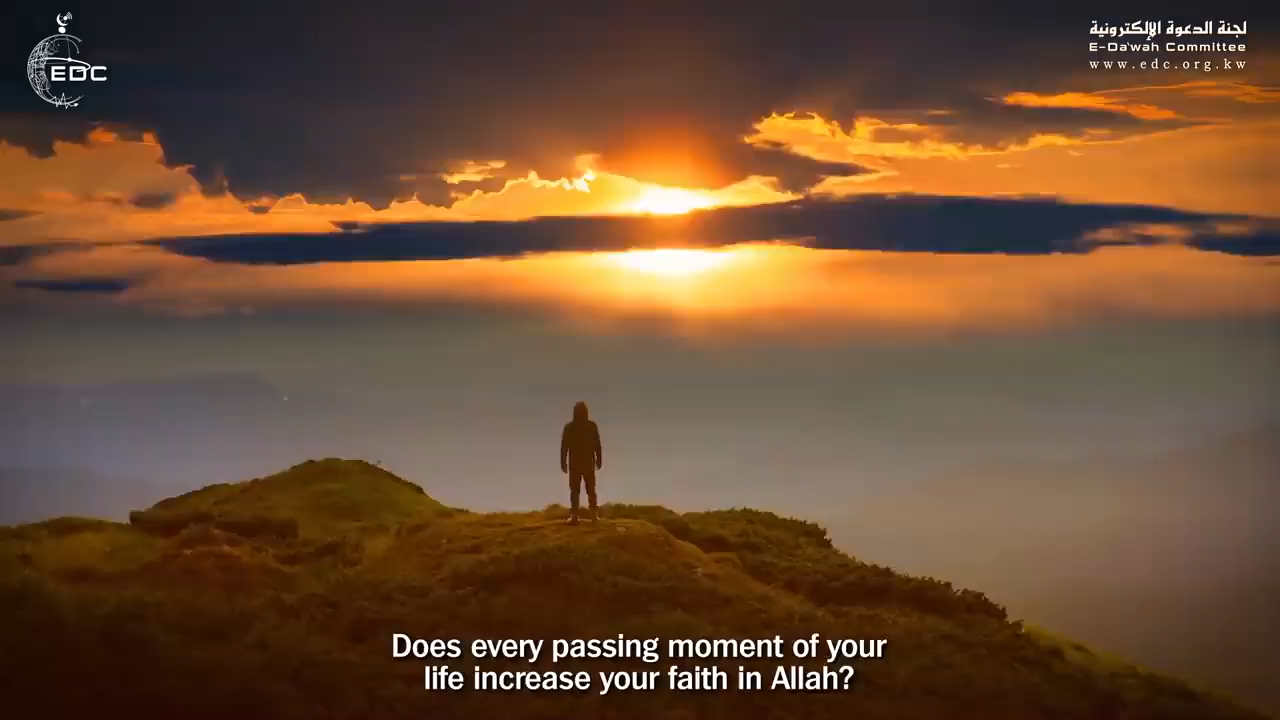 EDC
لجنة الدعوة الإلكترونية
E-Da'wah Committee
www.edc.org.kw
Does every passing moment of your
life increase your faith in Allah?